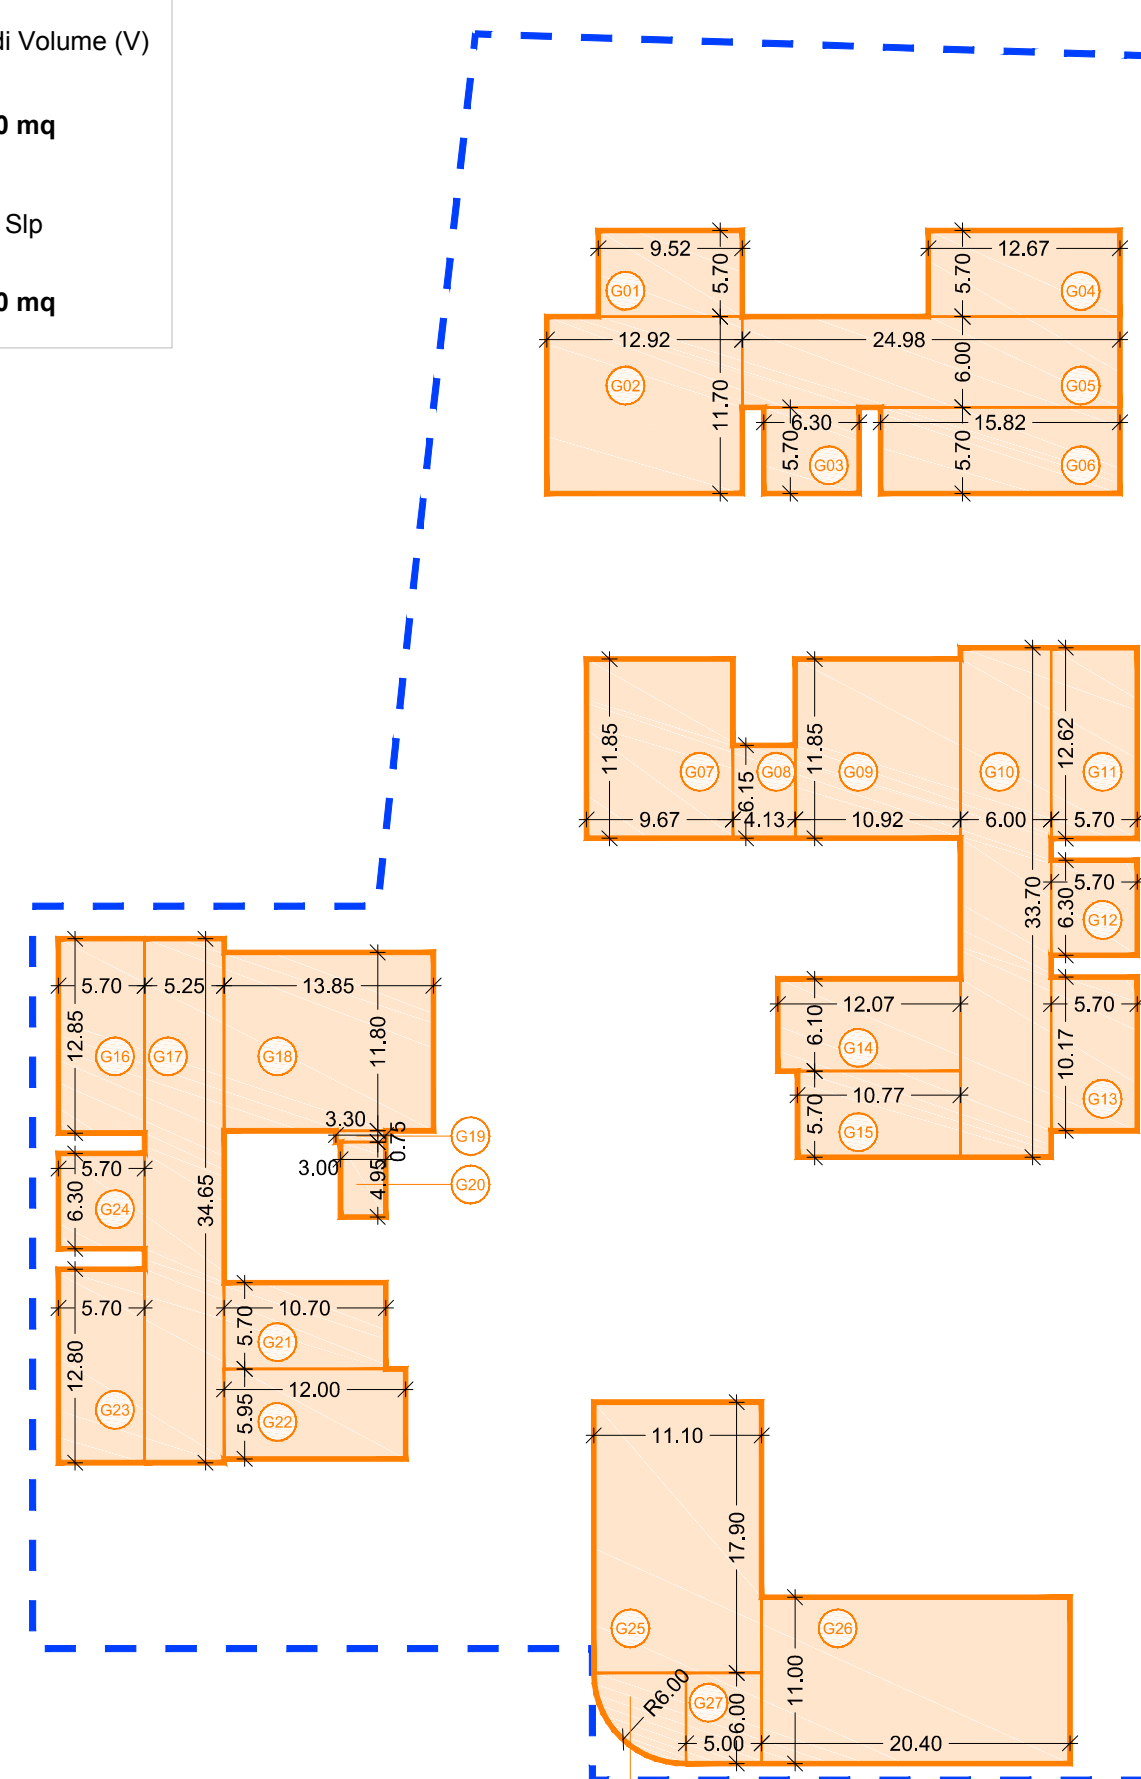 di Volume (V)
0 mq
Slp
0 mq
9.52
5.70
12.67
5.70
G01
G04
12.92
24.98
6.00
G02
G05
11.70
6.30
15.82
5.70
G03
5.70
G06
11.85
11.85
12.62
G07
6.15
G08
G09
G10
G11
9.67
4.13
10.92
6.00
5.70
33.70
5.70
6.30
G12
12.07
5.70
6.10
G14
10.17
10.77
G13
5.70
G15
5.70
5.25
13.85
12.85
11.80
G16
G17
G18
3.30
0.75
G19
5.70
3.00
4.95
G20
6.30
G24
34.65
5.70
10.70
5.70
G21
12.80
12.00
5.95
G23
G22
11.10
17.90
G25
G26
R6.00
G27
6.00
11.00
5.00
20.40